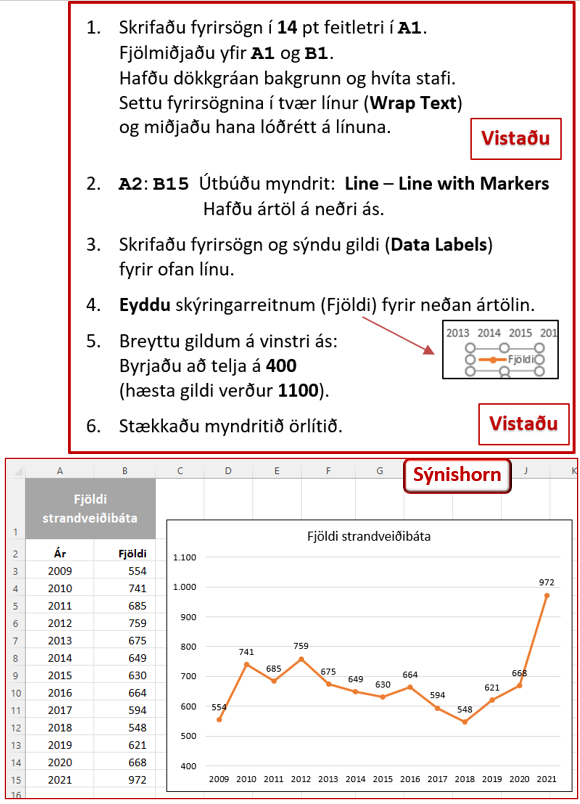 1. Skrifaðu fyrirsögn í 14 pt feitletri í A1.
Fjölmiðjaðu yfir A1 og B1.
Hafðu dökkgráan bakgrunn og hvíta stafi.
Settu fyrirsögnina í tvær línur (Wrap Text)
og miðjaðu hana lóðrétt á línuna.
Vistaðu
2. A2: B15 Útbúðu myndrit: Line – Line with Markers
Hafðu ártöl á neðri ás.
3. Skrifaðu fyrirsögn og sýndu gildi (Data Labels)
fyrir ofan línu.
4. Eyddu skýringarreitnum (Fjöldi) fyrir neðan ártölin.
2013 2014 2015 201
Fjöldi
5. Breyttu gildum á vinstri ás:
Byrjaðu að telja á 400
(hæsta gildi verður 1100).
6. Stækkaðu myndritið örlítið.
Vistaðu
Sýnishorn
A B C D E F G J K
1 Fjöldi
strandveiðibáta
2 Ár Fjöldi
3 2009 554
4 2010 741
5 2011 685
6 2012 759
7 2013 675
8 2014 649
9 2015 630
10 2016 664
11 2017 594
12 2018 548
13 2019 621
14 2020 668
15 2021 972
16
Fjöldi strandveiðibáta
1.100
1.000
900
800
700
600
500
400
554 741 685 759 675 649 630 664 594 548 621 668 972
2009 2010 2011 2012 2013 2014 2015 2016 2017 2018 2019 2020 2021